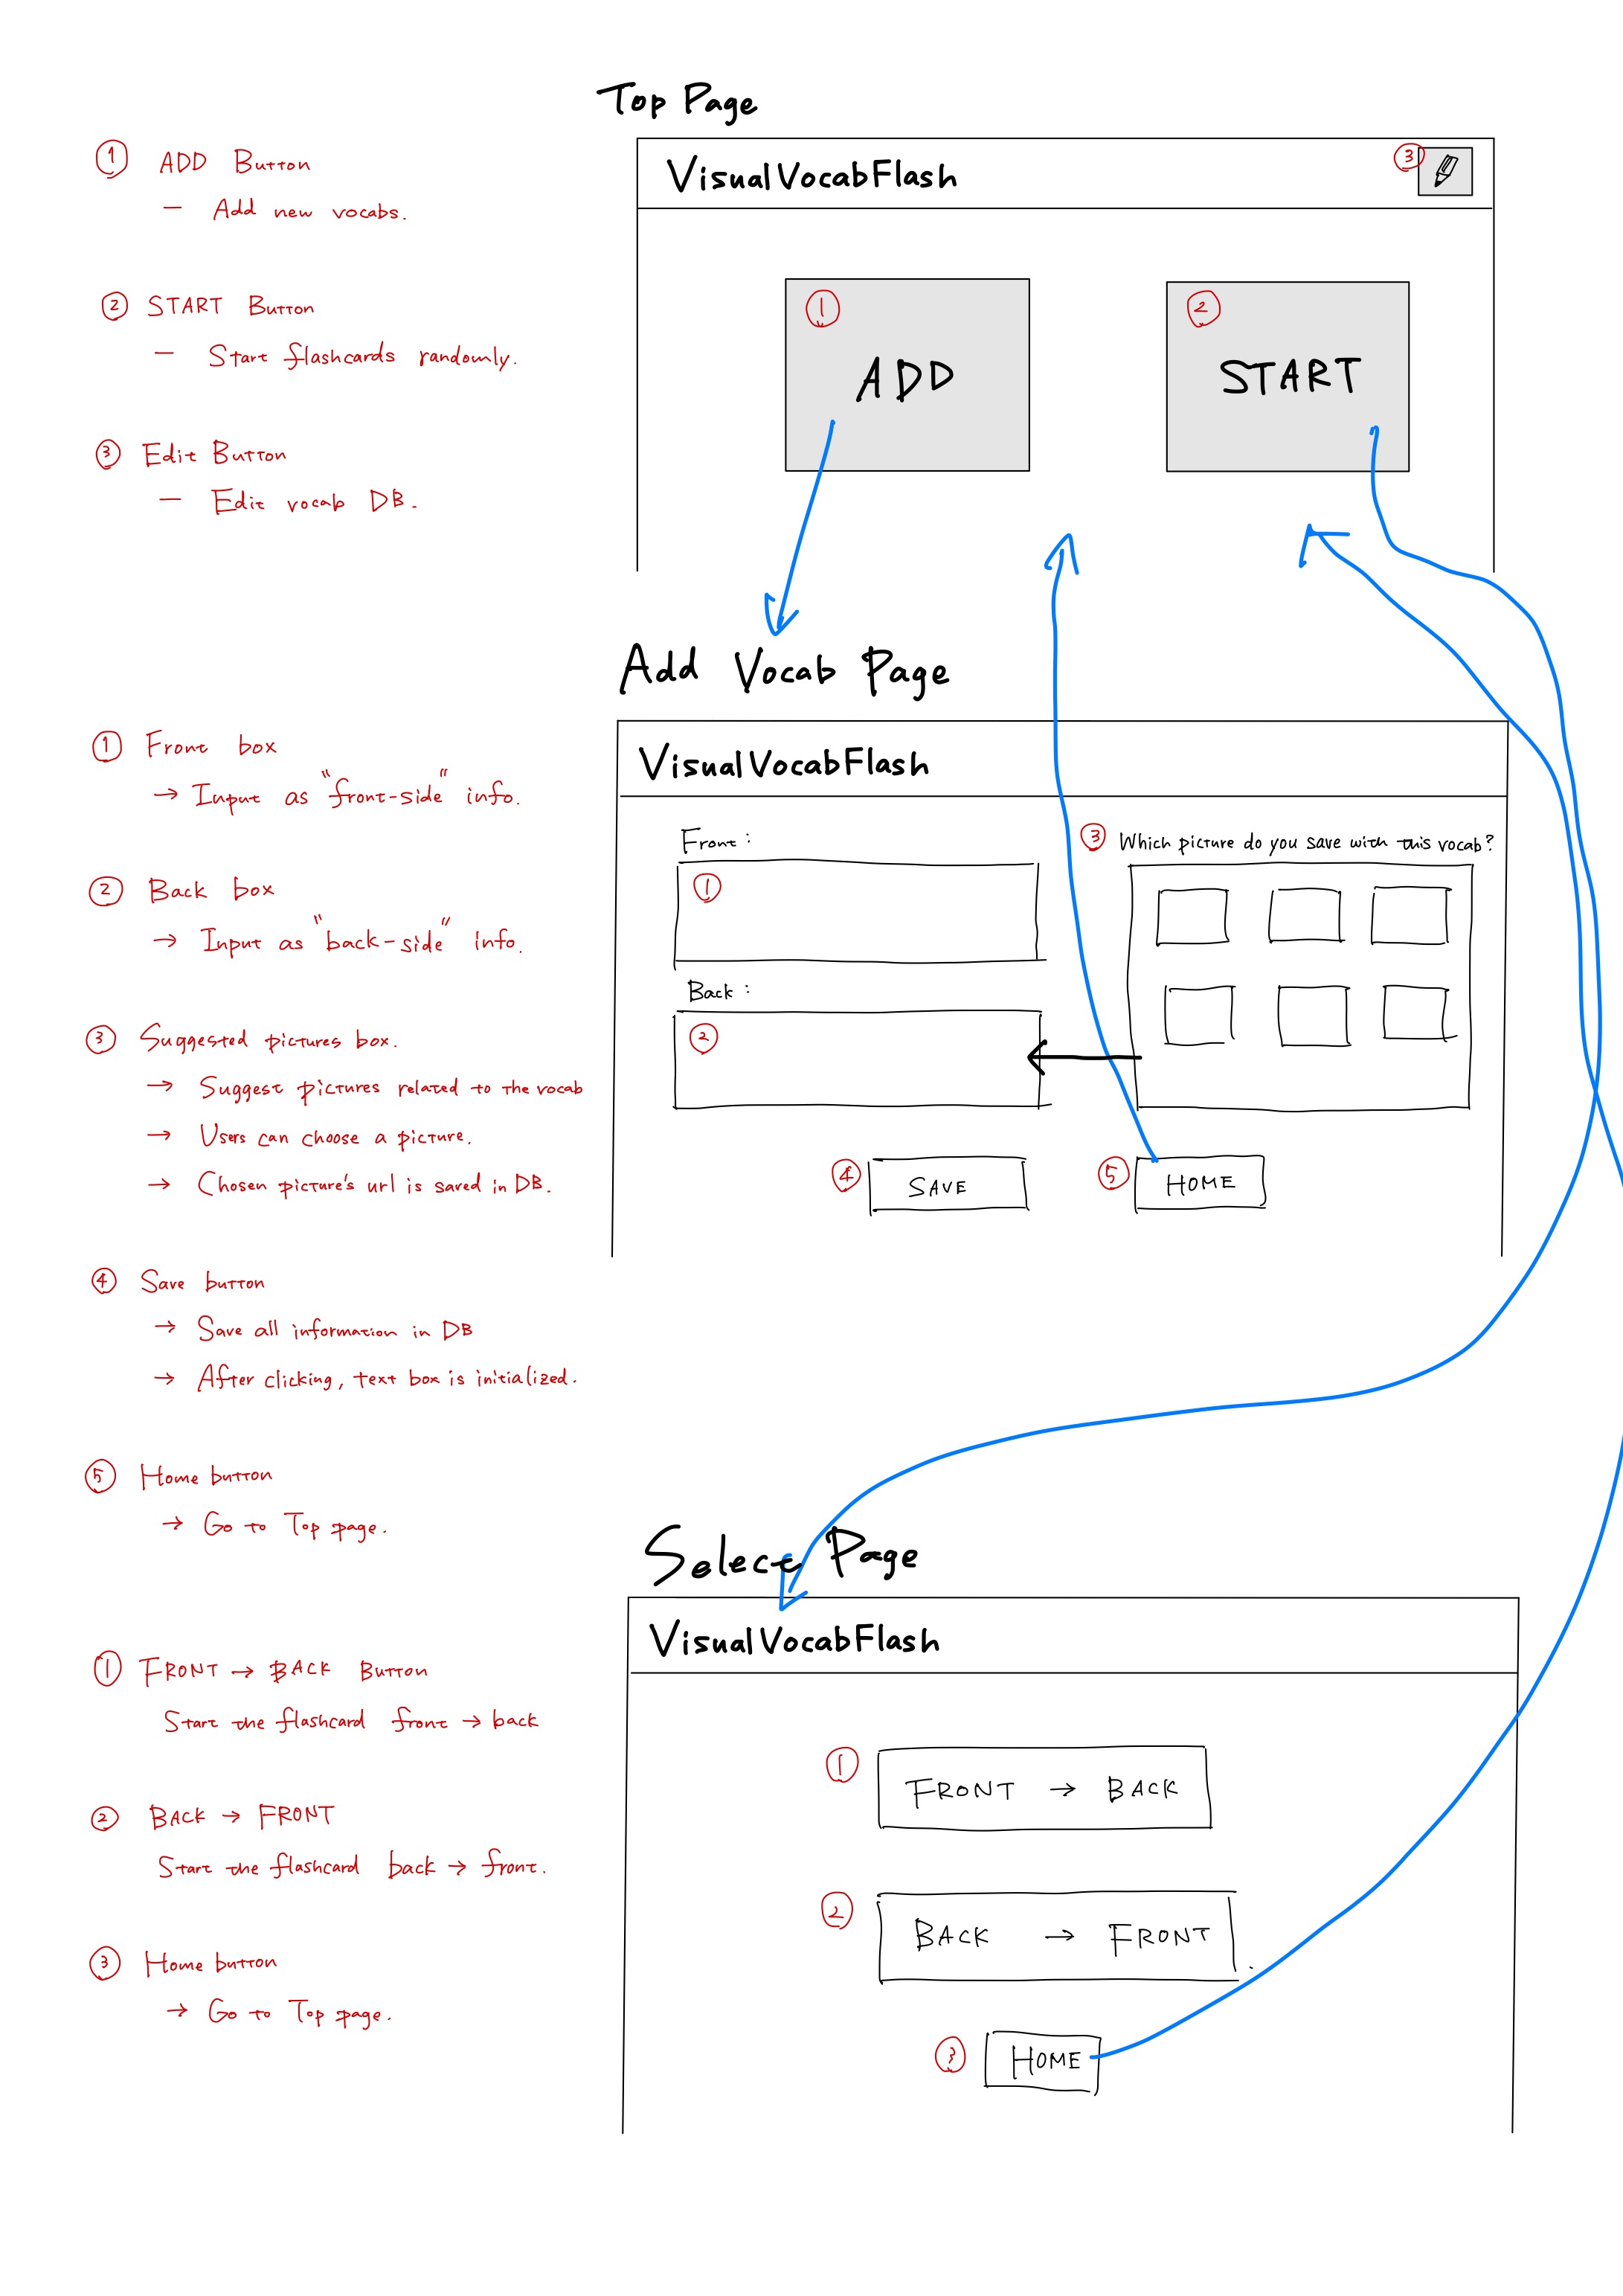 Top Page
① ADD Button
— Add new vocabs.
② START Button
— Start flashcards randomly.
③ Edit Button
— Edit vocab DB.
VisualVocabFlash
③
①
ADD
②
START
Add Vocab Page
① Front box
→ Input as "front-side" info.
② Back box
→ Input as "back-side" info.
③ Suggested pictures box.
→ Suggest pictures related to the vocab
→ Users can choose a picture.
→ Chosen picture's url is saved in DB.
④ Save button
→ Save all information in DB
→ After clicking, text box is initialized.
⑤ Home button
→ Go to Top page.
VisualVocabFlash
Front :
①
Back :
②
③ Which picture do you save with this vocab?
④ SAVE
⑤ HOME
Select Page
① FRONT → BACK Button
Start the flashcard front → back
② BACK → FRONT
Start the flashcard back → front.
③ Home button
→ Go to Top page.
VisualVocabFlash
① FRONT → BACK
② BACK → FRONT
③ HOME